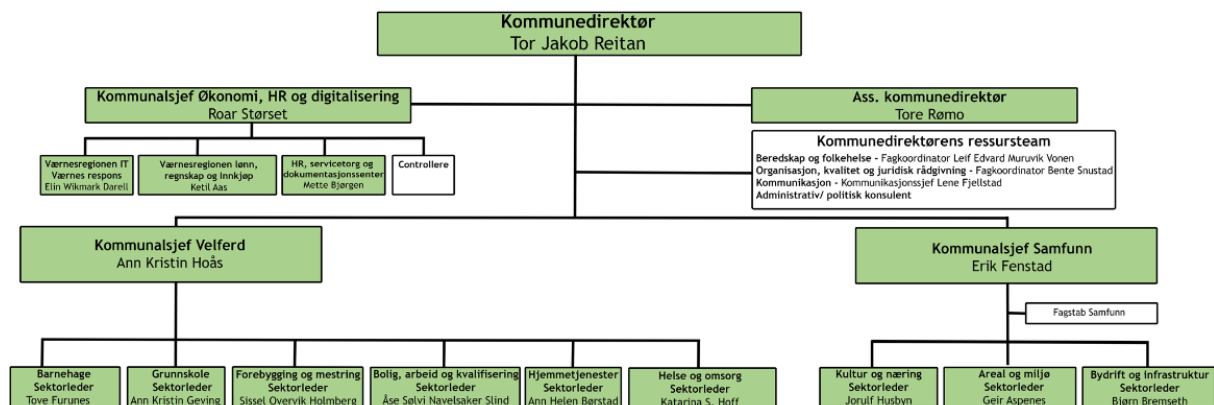 Kommunedirektør
Tor Jakob Reitan
Kommunalsjef Økonomi, HR og digitalisering
Roar Størset
Ass. kommunedirektør
Tore Rømo
Værnesregionen IT
Værnes respons
Elin Wikmark Darell
Værnesregionen lønn,
regnskap og Innkjøp
Ketil Aas
HR, servicetorg og
dokumentasjonssenter
Mette Bjørgen
Controllere
Kommunedirektørens ressursteam
Beredskap og folkehelse - Fagkoordinator Leif Edvard Muruvik Vonen
Organisasjon, kvalitet og juridisk rådgivning - Fagkoordinator Bente Snustad
Kommunikasjon - Kommunikasjonssjef Lene Fjellstad
Administrativ/ politisk konsulent
Kommunalsjef Velferd
Ann Kristin Hoås
Kommunalsjef Samfunn
Erik Fenstad
Fagstab Samfunn
Barnehage
Sektorleder
Tove Furunes
Grunnskole
Sektorleder
Ann Kristin Geving
Forebygging og mestring
Sektorleder
Sissel Overvik Holmberg
Bolig, arbeid og kvalifisering
Sektorleder
Åse Sølvi Navelsaker Slind
Hjemmetjenester
Sektorleder
Ann Helen Børstad
Helse og omsorg
Sektorleder
Katarina S. Hoff
Kultur og næring
Sektorleder
Jorulf Husbyn
Areal og miljø
Sektorleder
Geir Aspenes
Bydrift og infrastruktur
Sektorleder
Bjørn Bremseth